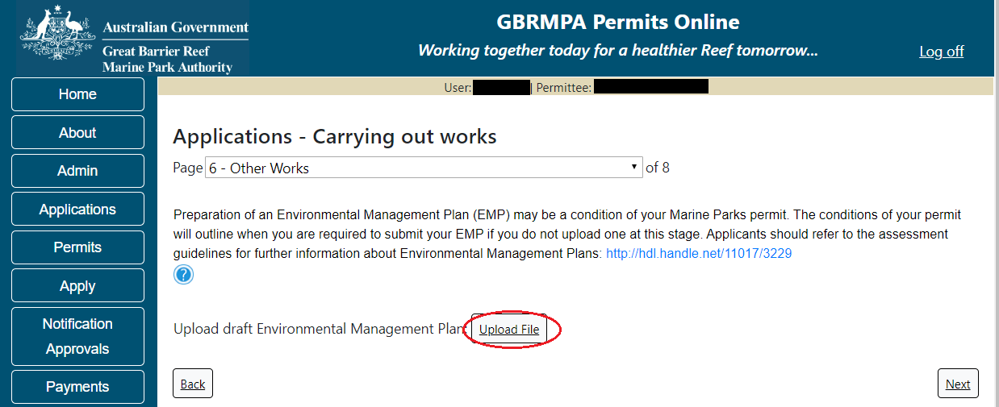 Australian Government
Great Barrier Reef
Marine Park Authority
GBRMPA Permits Online
Working together today for a healthier Reef tomorrow...
Log off
Home
About
Admin
Applications
Permits
Apply
Notification
Approvals
Payments
User: | Permittee:
Applications - Carrying out works
Page 6 - Other Works of 8
Preparation of an Environmental Management Plan (EMP) may be a condition of your Marine Parks permit. The conditions of your permit
will outline when you are required to submit your EMP if you do not upload one at this stage. Applicants should refer to the assessment
guidelines for further information about Environmental Management Plans: http://hdl.handle.net/11017/3229
?
Upload draft Environmental Management Plan Upload File
Back
Next